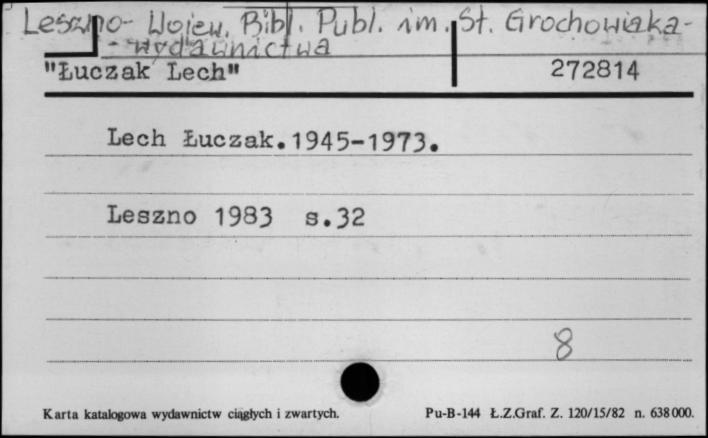 Leszno- Wojew. Bibl. Publ. im. St. Grochowiaka-
- wydawnictwa
"Łuczak Lech" 272814
Lech Łuczak.1945-1973.
Leszno 1983 s.32
8
Karta katalogowa wydawnictw ciągłych i zwartych. Pu-B-144 Ł.Z.Graf. Z. 120/15/82 n. 638000.